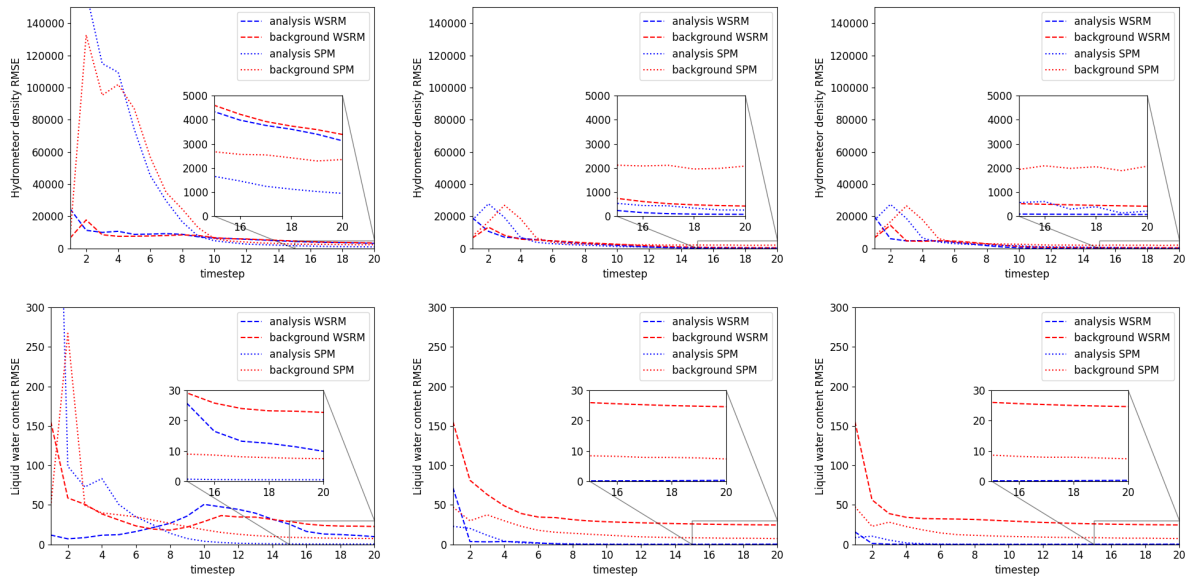 Hydrometeor density RMSE
140000
120000
100000
80000
60000
40000
20000
0
analysis WSRM
background WSRM
analysis SPM
background SPM
5000
4000
3000
2000
1000
0
16 18 20
2 4 6 8 10 12 14 16 18 20
timestep
Hydrometeor density RMSE
140000
120000
100000
80000
60000
40000
20000
0
analysis WSRM
background WSRM
analysis SPM
background SPM
5000
4000
3000
2000
1000
0
16 18 20
2 4 6 8 10 12 14 16 18 20
timestep
Hydrometeor density RMSE
140000
120000
100000
80000
60000
40000
20000
0
analysis WSRM
background WSRM
analysis SPM
background SPM
5000
4000
3000
2000
1000
0
16 18 20
2 4 6 8 10 12 14 16 18 20
timestep
Liquid water content RMSE
300
250
200
150
100
50
0
analysis WSRM
background WSRM
analysis SPM
background SPM
30
20
10
0
16 18 20
2 4 6 8 10 12 14 16 18 20
timestep
Liquid water content RMSE
300
250
200
150
100
50
0
analysis WSRM
background WSRM
analysis SPM
background SPM
30
20
10
0
16 18 20
2 4 6 8 10 12 14 16 18 20
timestep
Liquid water content RMSE
300
250
200
150
100
50
0
analysis WSRM
background WSRM
analysis SPM
background SPM
30
20
10
0
16 18 20
2 4 6 8 10 12 14 16 18 20
timestep